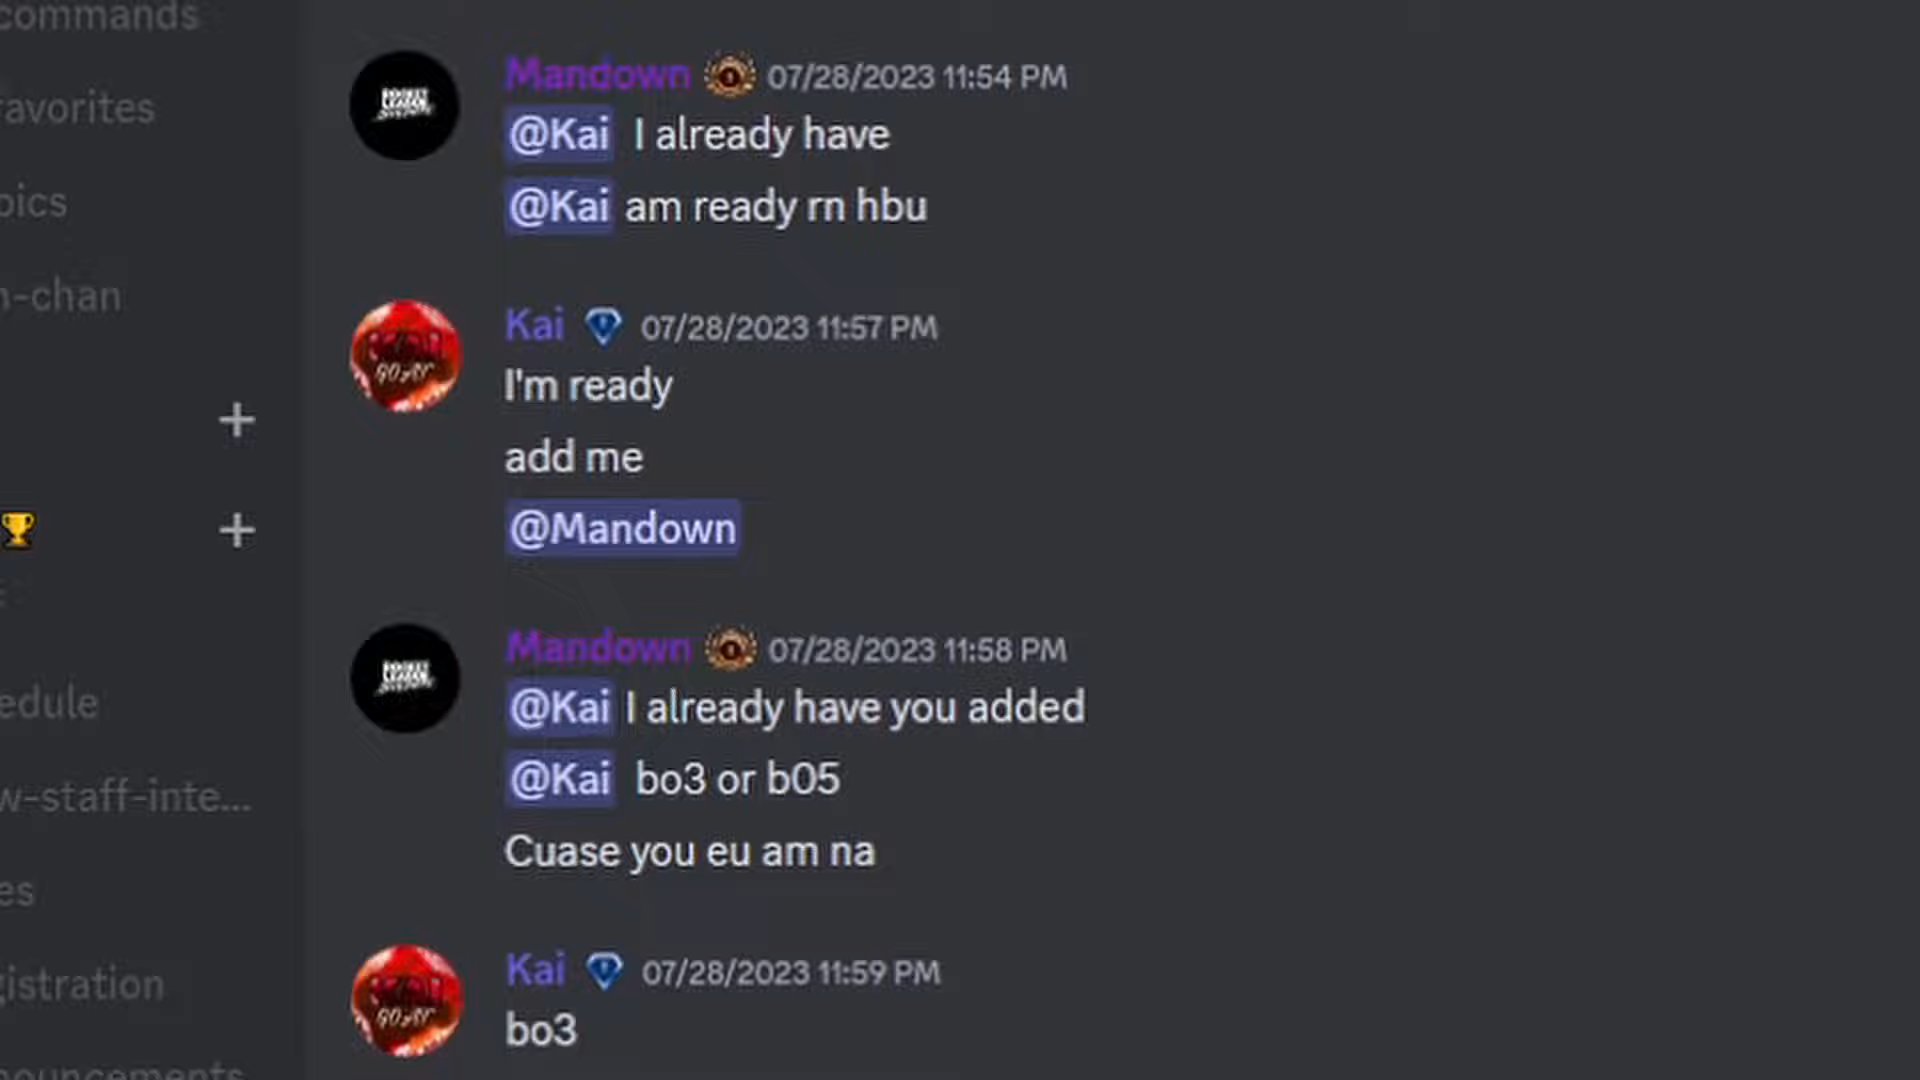 commands
Mandown 07/28/2023 11:54 PM
@Kai I already have
avorites
@Kai am ready rn hbu
pics
n-chan
Kai 07/28/2023 11:57 PM
I'm ready
add me
@Mandown
Mandown 07/28/2023 11:58 PM
@Kai I already have you added
edule
@Kai bo3 or b05
w-staff-inte...
Cuase you eu am na
es
Kai 07/28/2023 11:59 PM
gistration
bo3
nouncements